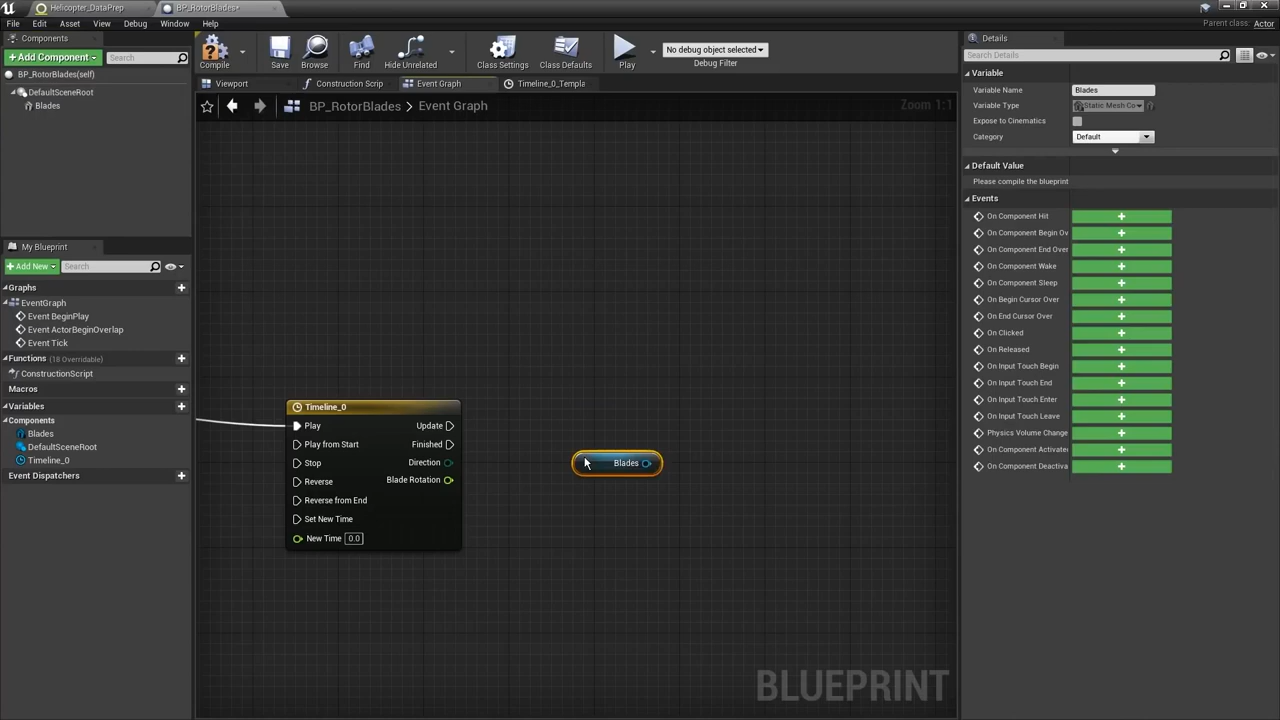 Helicopter_DataPrep
BP_RotorBlades*
File Edit Asset View Debug Window Help
Parent class: Actor
Components
Add Component
Search
BP_RotorBlades(self)
DefaultSceneRoot
Blades
Compile
Save
Browse
Find
Hide Unrelated
Class Settings
Class Defaults
Play
No debug object selected
Debug Filter
Viewport
Construction Scrip
Event Graph
Timeline_0_Templa
BP_RotorBlades > Event Graph
Zoom 1:1
My Blueprint
Add New
Search
Graphs
EventGraph
Event BeginPlay
Event ActorBeginOverlap
Event Tick
Functions (18 Overridable)
ConstructionScript
Macros
Variables
Components
Blades
DefaultSceneRoot
Timeline_0
Event Dispatchers
Timeline_0
Play Update
Play from Start Finished
Stop Direction
Reverse Blade Rotation
Reverse from End
Set New Time
New Time 0.0
Blades
BLUEPRINT
Details
Search Details
Variable
Variable Name Blades
Variable Type Static Mesh Co
Expose to Cinematics
Category Default
Default Value
Please compile the blueprint
Events
On Component Hit
On Component Begin Ov
On Component End Over
On Component Wake
On Component Sleep
On Begin Cursor Over
On End Cursor Over
On Clicked
On Released
On Input Touch Begin
On Input Touch End
On Input Touch Enter
On Input Touch Leave
Physics Volume Change
On Component Activate
On Component Deactiva